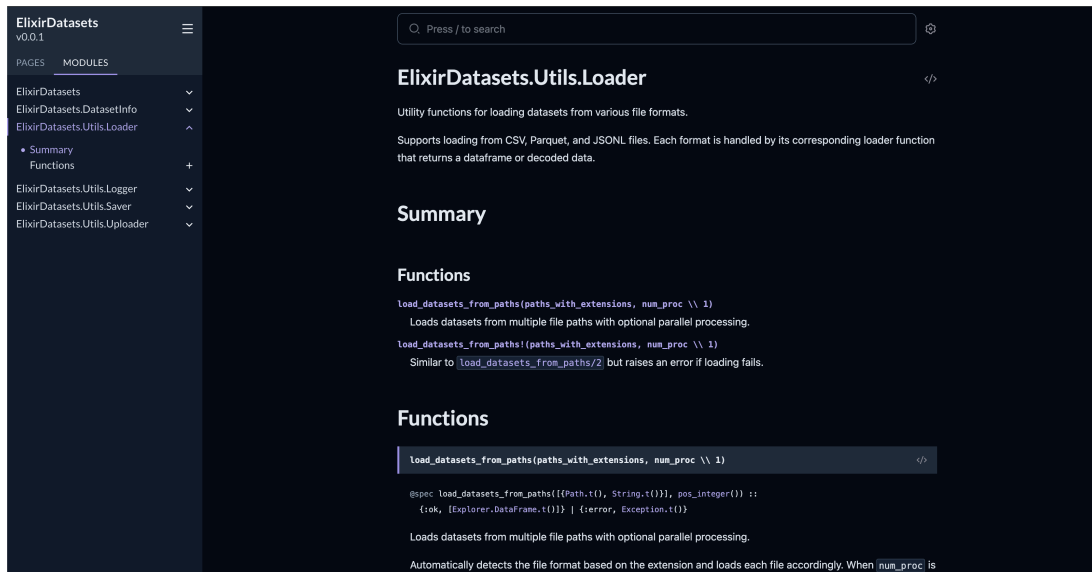 ElixirDatasets
v0.0.1
PAGES MODULES
ElixirDatasets
ElixirDatasets.DatasetInfo
ElixirDatasets.Utils.Loader
Summary
Functions
ElixirDatasets.Utils.Logger
ElixirDatasets.Utils.Saver
ElixirDatasets.Utils.Uploader
Press / to search
ElixirDatasets.Utils.Loader
</>
Utility functions for loading datasets from various file formats.
Supports loading from CSV, Parquet, and JSONL files. Each format is handled by its corresponding loader function
that returns a dataframe or decoded data.
Summary
Functions
load_datasets_from_paths(paths_with_extensions, num_proc \\ 1)
Loads datasets from multiple file paths with optional parallel processing.
load_datasets_from_paths!(paths_with_extensions, num_proc \\ 1)
Similar to load_datasets_from_paths/2 but raises an error if loading fails.
Functions
load_datasets_from_paths(paths_with_extensions, num_proc \\ 1)
</>
@spec load_datasets_from_paths([{Path.t(), String.t()}], pos_integer()) ::
{:ok, [Explorer.DataFrame.t()]} | {:error, Exception.t()}
Loads datasets from multiple file paths with optional parallel processing.
Automatically detects the file format based on the extension and loads each file accordingly. When num_proc is